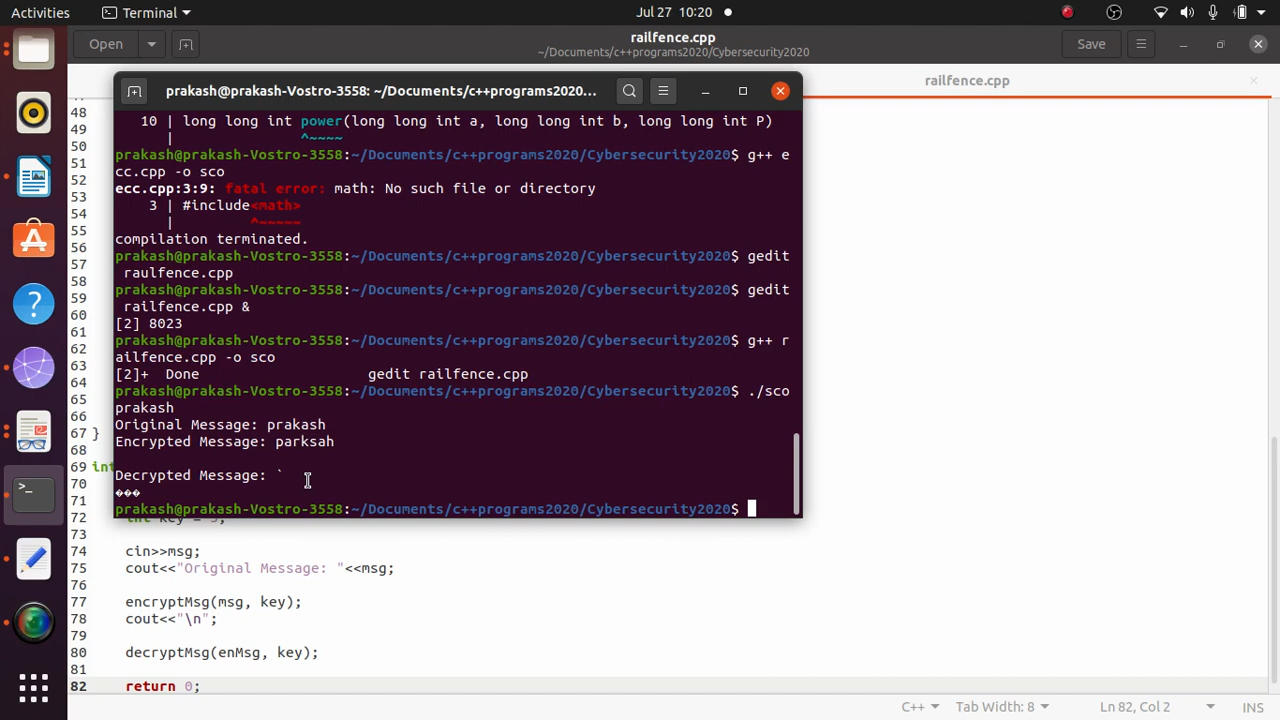 Activities
Terminal
Jul 27 10:20
Open
railfence.cpp
~/Documents/c++programs2020/Cybersecurity2020
Save
railfence.cpp
prakash@prakash-Vostro-3558: ~/Documents/c++programs2020...
10 | long long int power(long long int a, long long int b, long long int P)
| ^~~~~
prakash@prakash-Vostro-3558:~/Documents/c++programs2020/Cybersecurity2020$ g++ e
cc.cpp -o sco
ecc.cpp:3:9: fatal error: math: No such file or directory
3 | #include<math>
| ^~~~~~
compilation terminated.
prakash@prakash-Vostro-3558:~/Documents/c++programs2020/Cybersecurity2020$ gedit
raulfence.cpp
prakash@prakash-Vostro-3558:~/Documents/c++programs2020/Cybersecurity2020$ gedit
railfence.cpp &
[2] 8023
prakash@prakash-Vostro-3558:~/Documents/c++programs2020/Cybersecurity2020$ g++ r
ailfence.cpp -o sco
[2]+ Done gedit railfence.cpp
prakash@prakash-Vostro-3558:~/Documents/c++programs2020/Cybersecurity2020$ ./sco
prakash
Original Message: prakash
Encrypted Message: parksah
Decrypted Message: `
���
prakash@prakash-Vostro-3558:~/Documents/c++programs2020/Cybersecurity2020$
48
49
50
51
52
53
54
55
56
57
58
59
60
61
62
63
64
65
66
67 }
68
69 int
70
71
72 int key =
73
74 cin>>msg;
75 cout<<"Original Message: "<<msg;
76
77 encryptMsg(msg, key);
78 cout<<"\n";
79
80 decryptMsg(enMsg, key);
81
82 return 0;
C++
Tab Width: 8
Ln 82, Col 2
INS